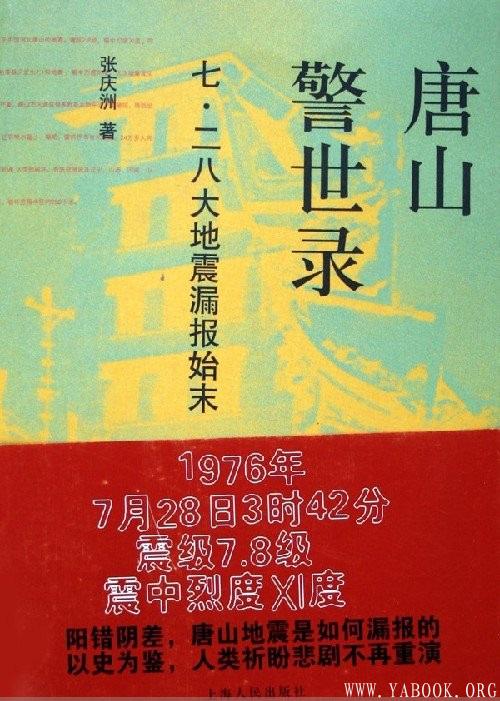 唐山
警世录
七·二八大地震漏报始末
张庆洲 著
1976年
7月28日3时42分
震级7.8级
震中烈度XI度
阳错阴差，唐山地震是如何漏报的
以史为鉴，人类祈盼悲剧不再重演
上海人民出版社
WWW.YABOOK.ORG